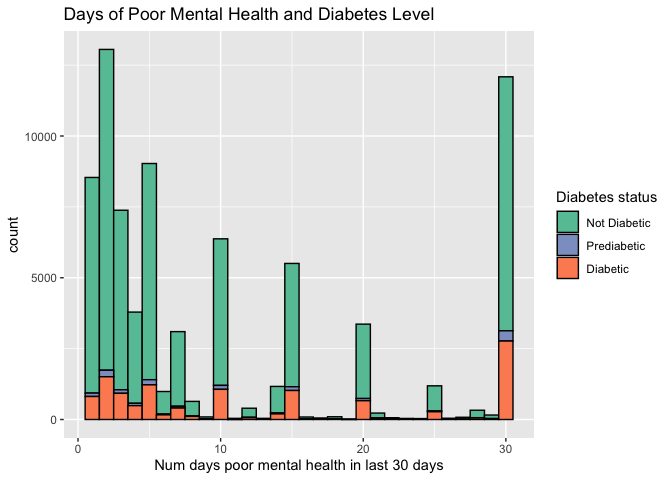 Days of Poor Mental Health and Diabetes Level
10000
5000
0
count
0
10
20
30
Num days poor mental health in last 30 days
Diabetes status
Not Diabetic
Prediabetic
Diabetic